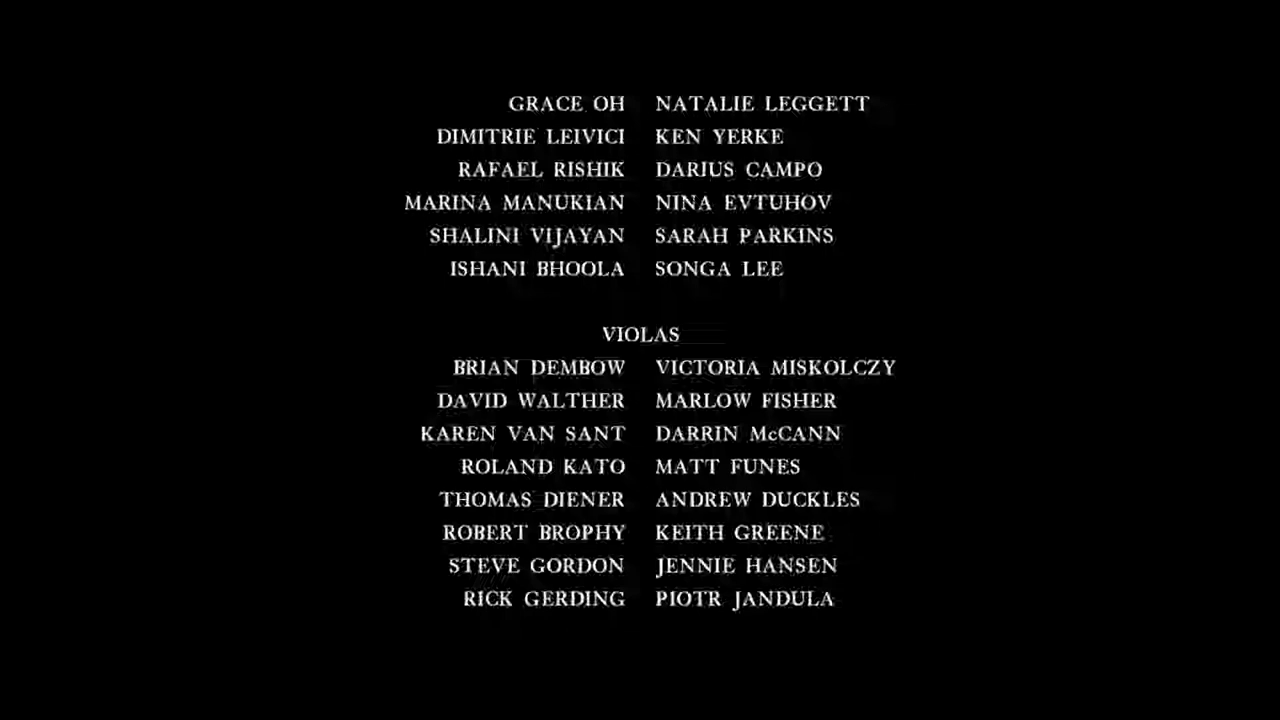 GRACE OH NATALIE LEGGETT
DIMITRIE LEIVICI KEN YERKE
RAFAEL RISHIK DARIUS CAMPO
MARINA MANUKIAN NINA EVTUHOV
SHALINI VIJAYAN SARAH PARKINS
ISHANI BHOOLA SONGA LEE
VIOLAS
BRIAN DEMBOW VICTORIA MISKOLCZY
DAVID WALTHER MARLOW FISHER
KAREN VAN SANT DARRIN McCANN
ROLAND KATO MATT FUNES
THOMAS DIENER ANDREW DUCKLES
ROBERT BROPHY KEITH GREENE
STEVE GORDON JENNIE HANSEN
RICK GERDING PIOTR JANDULA